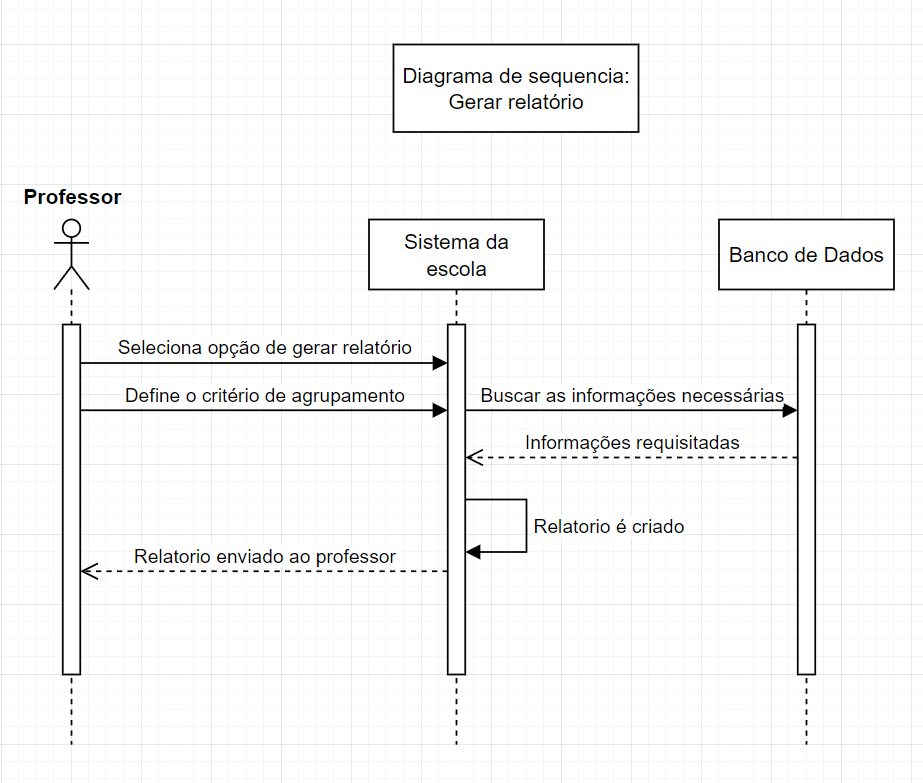 Diagrama de sequencia:
Gerar relatório
Professor
Sistema da
escola
Banco de Dados
Seleciona opção de gerar relatório
Define o critério de agrupamento
Buscar as informações necessárias
Informações requisitadas
Relatorio é criado
Relatorio enviado ao professor